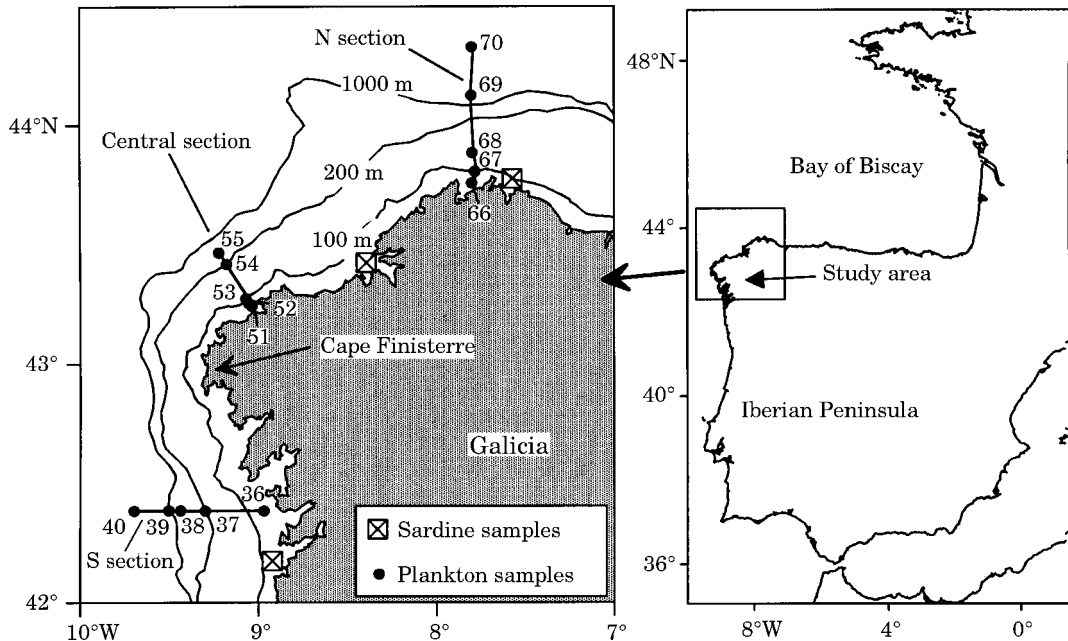 N section
70
1000 m
69
44°N
Central section
68
67
200 m
66
100 m
55
54
53
52
51
43°
Cape Finisterre
Galicia
36
40
39
38
37
S section
Sardine samples
Plankton samples
42°
10°W
9°
8°
7°
48°N
Bay of Biscay
44°
Study area
40°
Iberian Peninsula
36°
8°W
4°
0°